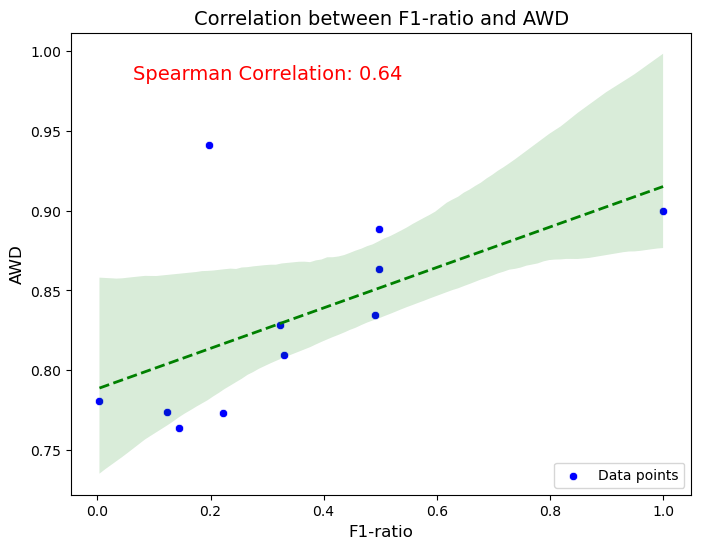 Correlation between F1-ratio and AWD
Spearman Correlation: 0.64
1.00
0.95
0.90
0.85
0.80
0.75
AWD
0.0
0.2
0.4
0.6
0.8
1.0
F1-ratio
Data points